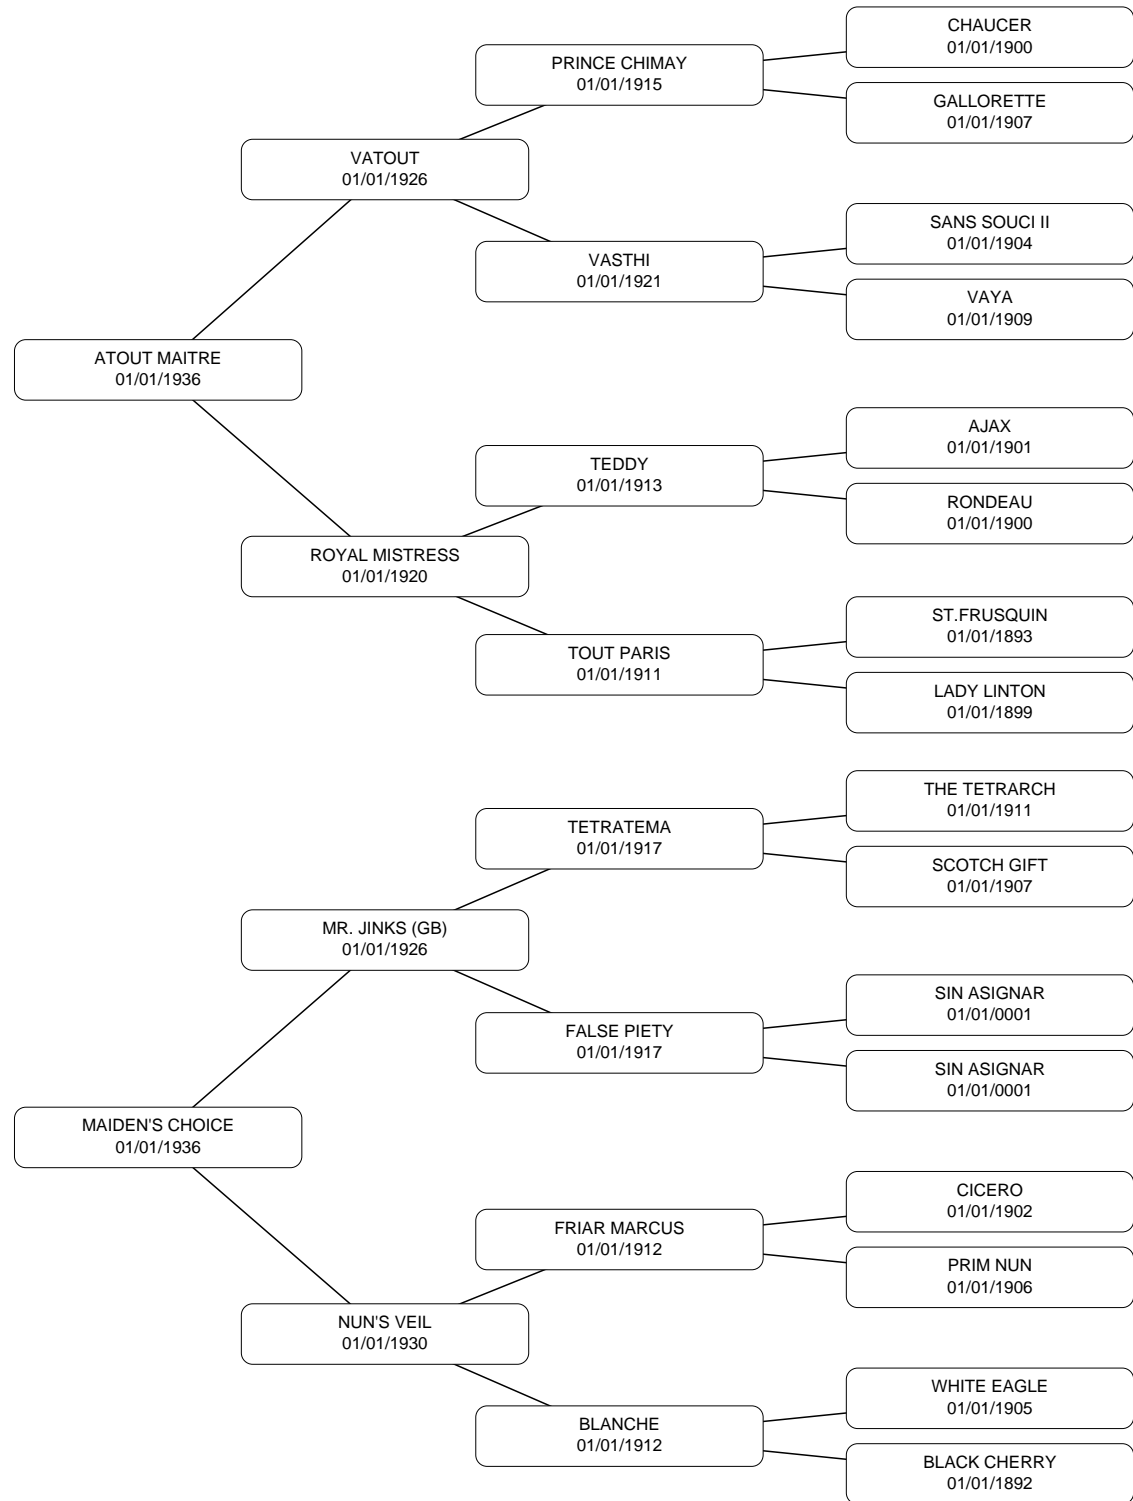 CHAUCER
01/01/1900
PRINCE CHIMAY
01/01/1915
GALLORETTE
01/01/1907
VATOUT
01/01/1926
SANS SOUCI II
01/01/1904
VASTHI
01/01/1921
VAYA
01/01/1909
ATOUT MAITRE
01/01/1936
AJAX
01/01/1901
TEDDY
01/01/1913
RONDEAU
01/01/1900
ROYAL MISTRESS
01/01/1920
ST.FRUSQUIN
01/01/1893
TOUT PARIS
01/01/1911
LADY LINTON
01/01/1899
THE TETRARCH
01/01/1911
TETRATEMA
01/01/1917
SCOTCH GIFT
01/01/1907
MR. JINKS (GB)
01/01/1926
SIN ASIGNAR
01/01/0001
FALSE PIETY
01/01/1917
SIN ASIGNAR
01/01/0001
MAIDEN'S CHOICE
01/01/1936
CICERO
01/01/1902
FRIAR MARCUS
01/01/1912
PRIM NUN
01/01/1906
NUN'S VEIL
01/01/1930
WHITE EAGLE
01/01/1905
BLANCHE
01/01/1912
BLACK CHERRY
01/01/1892